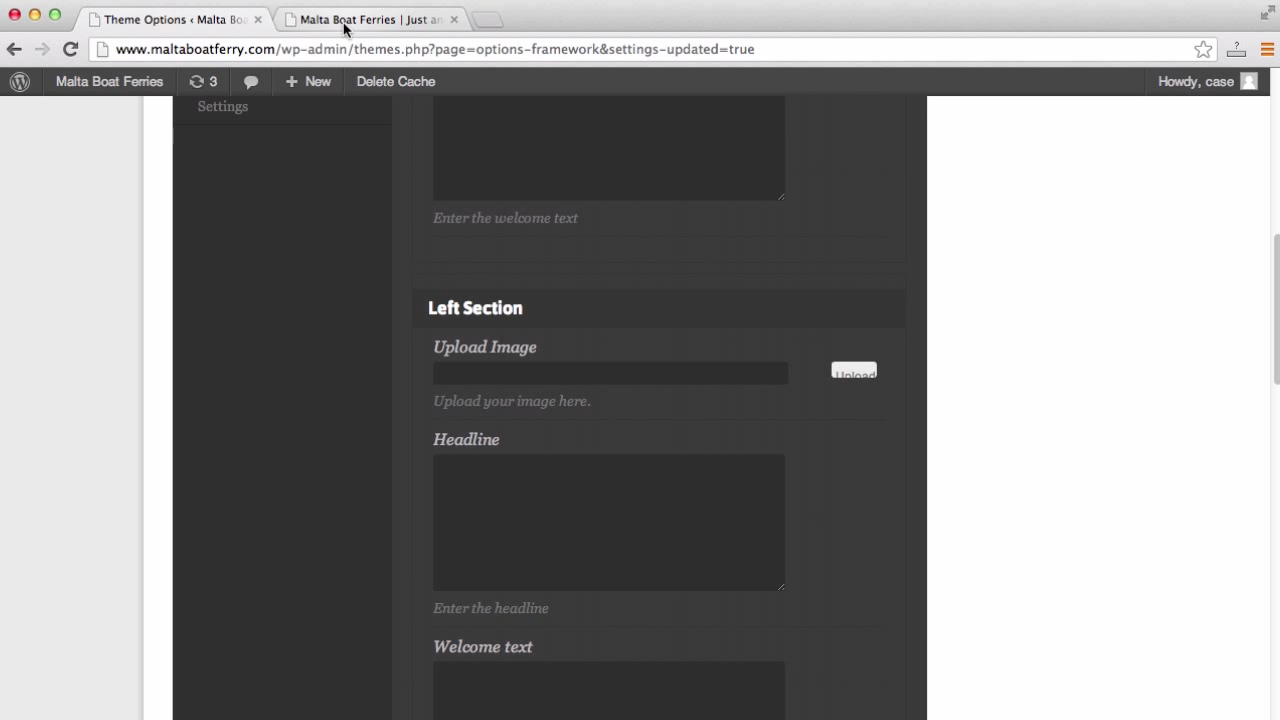 Theme Options ‹ Malta Boa
Malta Boat Ferries | Just an
www.maltaboatferry.com/wp-admin/themes.php?page=options-framework&settings-updated=true
Malta Boat Ferries 3 + New Delete Cache Howdy, case
Settings
Enter the welcome text
Left Section
Upload Image
Upload
Upload your image here.
Headline
Enter the headline
Welcome text